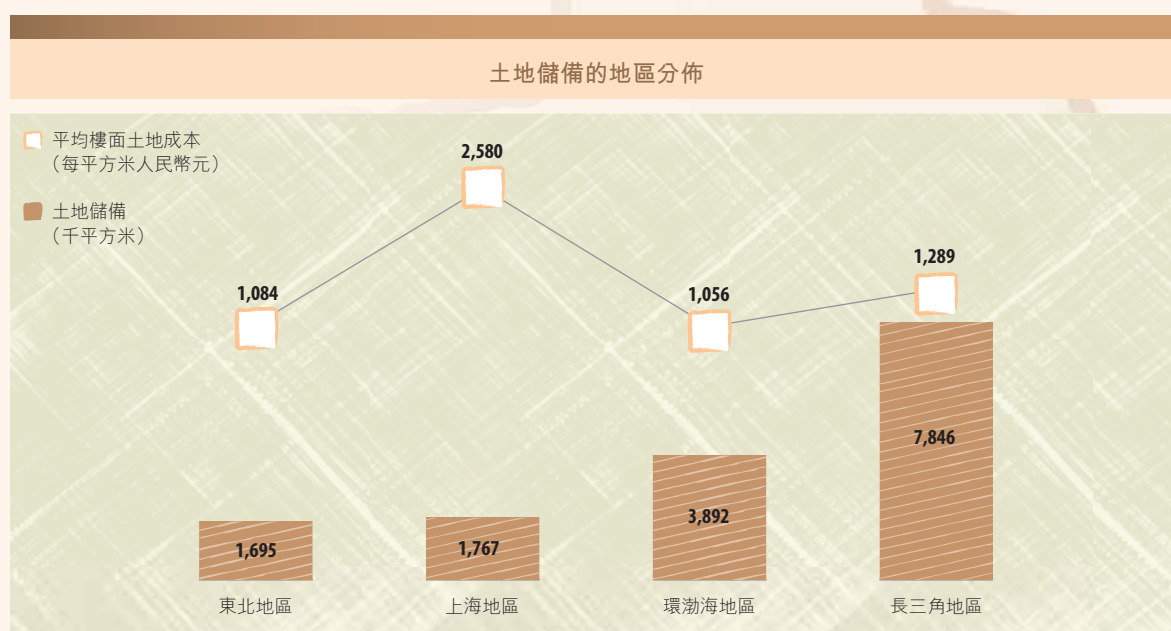 土地儲備的地區分佈
平均樓面土地成本
（每平方米人民幣元）
土地儲備
（千平方米）
2,580
1,084
1,056
1,289
1,695
1,767
3,892
7,846
東北地區
上海地區
環渤海地區
長三角地區